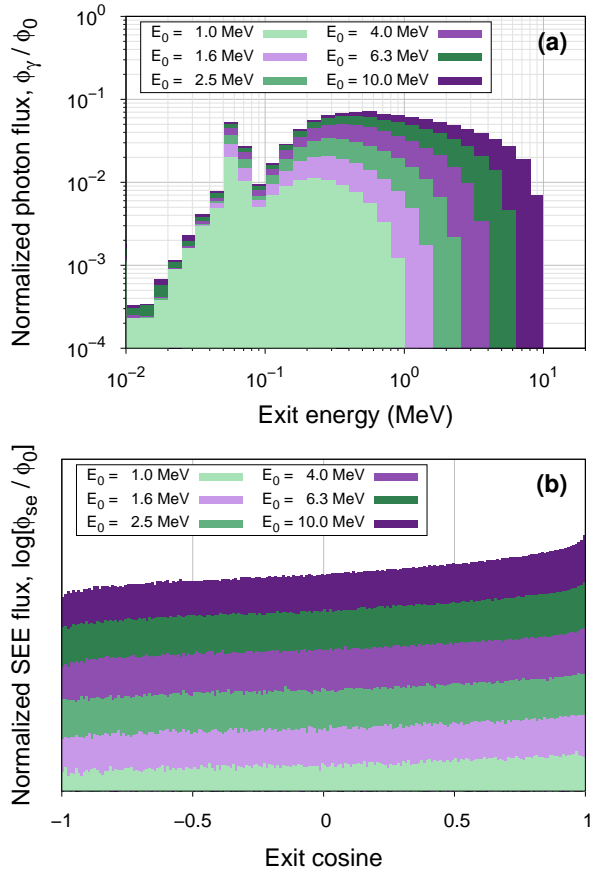 E₀ = 1.0 MeV E₀ = 4.0 MeV (a)
E₀ = 1.6 MeV E₀ = 6.3 MeV
E₀ = 2.5 MeV E₀ = 10.0 MeV
Normalized photon flux, ϕ_γ / ϕ₀
10⁰
10⁻¹
10⁻²
10⁻³
10⁻⁴
10⁻² 10⁻¹ 10⁰ 10¹
Exit energy (MeV)
E₀ = 1.0 MeV E₀ = 4.0 MeV (b)
E₀ = 1.6 MeV E₀ = 6.3 MeV
E₀ = 2.5 MeV E₀ = 10.0 MeV
Normalized SEE flux, log[ϕ_se / ϕ₀]
−1 −0.5 0 0.5 1
Exit cosine